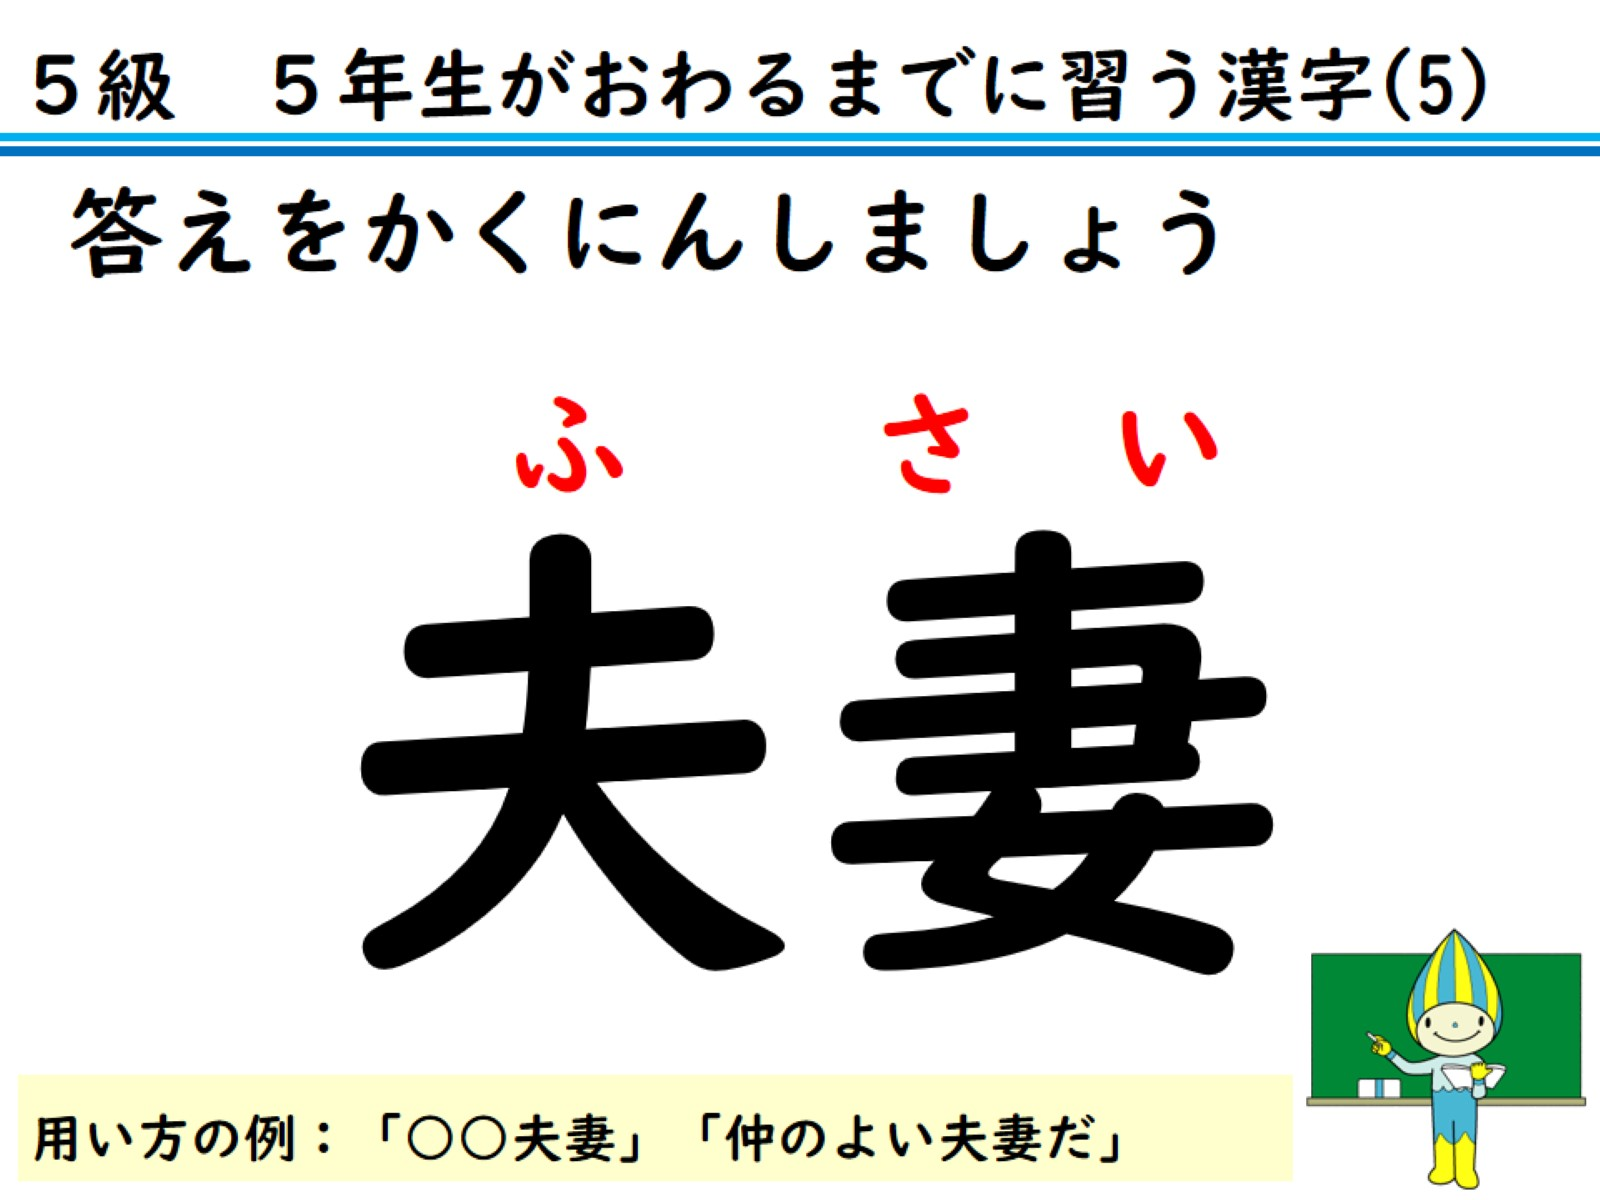 ５級　５年生がおわるまでに習う漢字(5)
答えをかくにんしましょう
ふ　さい
夫妻
用い方の例：「○○夫妻」「仲のよい夫妻だ」